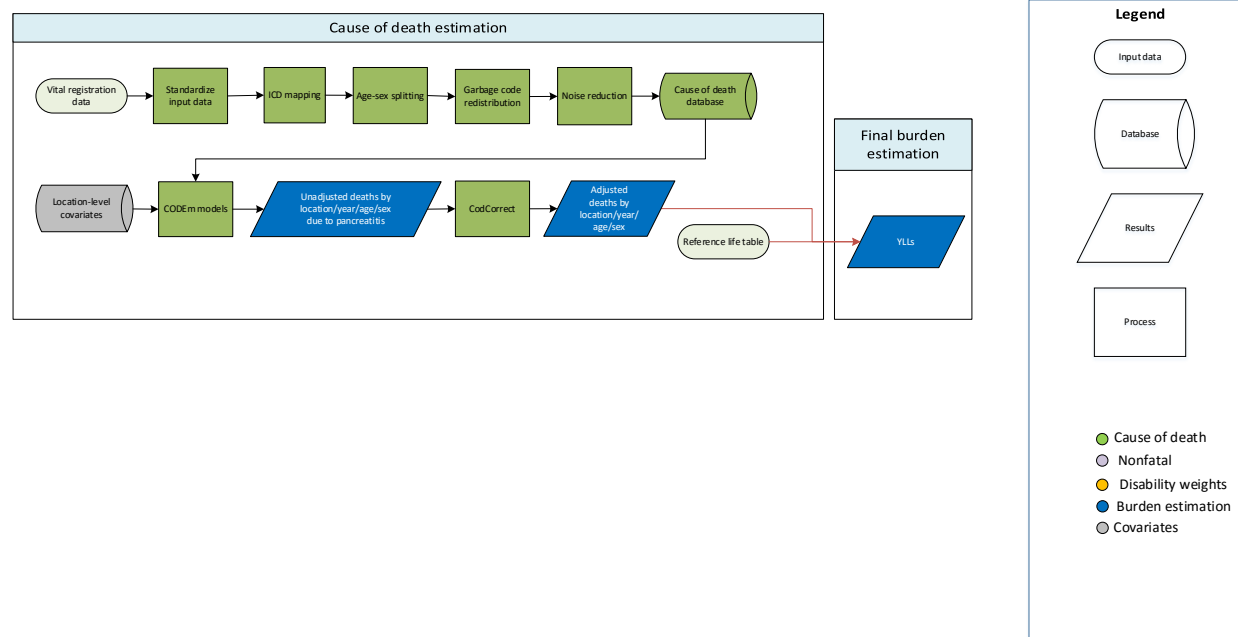 Cause of death estimation
Vital registration
data
Standardize
input data
ICD mapping
Age-sex splitting
Garbage code
redistribution
Noise reduction
Cause of death
database
Location-level
covariates
CODEm models
Unadjusted deaths by
location/year/age/sex
due to pancreatitis
CodCorrect
Adjusted
deaths by
location/year/
age/sex
Reference life table
Final burden
estimation
YLLs
Legend
Input data
Database
Results
Process
Cause of death
Nonfatal
Disability weights
Burden estimation
Covariates